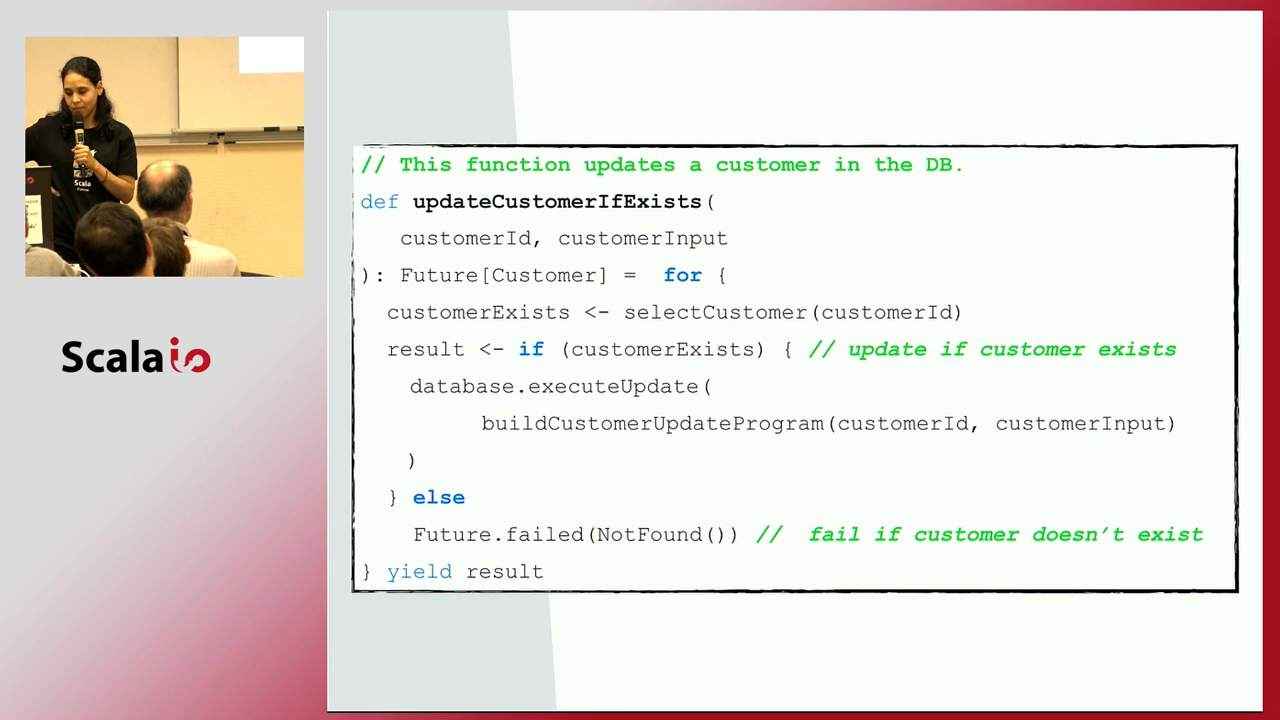 Scala
Scalaio
// This function updates a customer in the DB.
def updateCustomerIfExists(
customerId, customerInput
): Future[Customer] = for {
customerExists <- selectCustomer(customerId)
result <- if (customerExists) { // update if customer exists
database.executeUpdate(
buildCustomerUpdateProgram(customerId, customerInput)
)
} else
Future.failed(NotFound()) // fail if customer doesn’t exist
} yield result